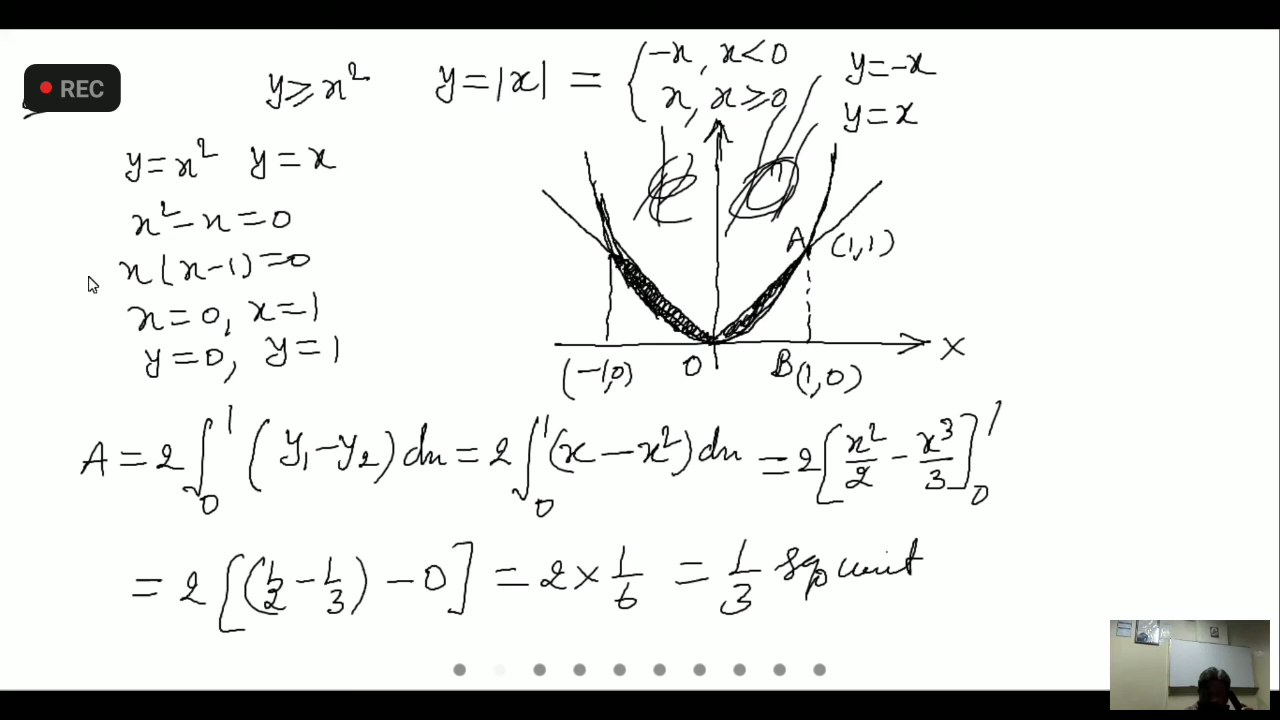 REC
y ≥ x² y = |x| = { -x, x < 0
x, x ≥ 0
y = -x
y = x
y = x² y = x
x² - x = 0
x(x-1) = 0
x = 0, x = 1
y = 0, y = 1
A (1,1)
X
(-1,0) O B (1,0)
A = 2 ∫₀¹ (y₁ - y₂) dx = 2 ∫₀¹ (x - x²) dx = 2 [x²/2 - x³/3]₀¹
= 2 [(1/2 - 1/3) - 0] = 2 × 1/6 = 1/3 sq unit